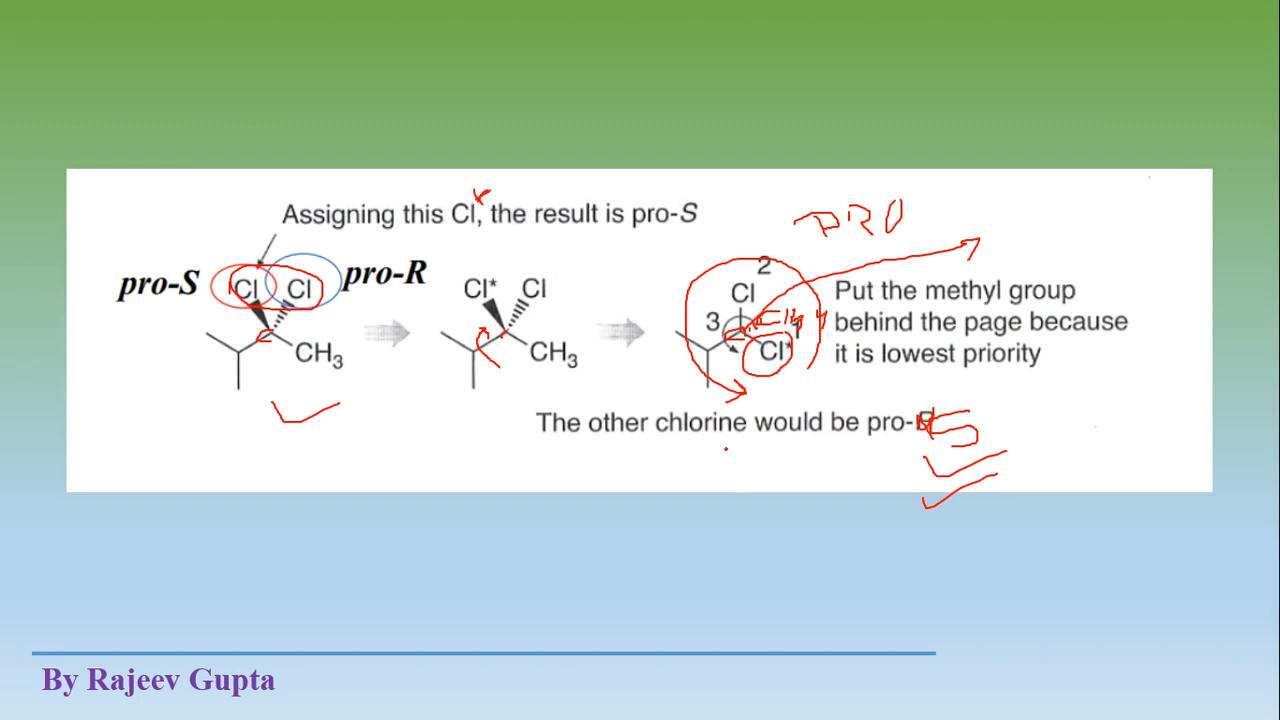 Assigning this Cl, the result is pro-S
PRO
pro-S Cl Cl pro-R
CH3
Cl* Cl
CH3
2
Cl
3
1
Cl*
Put the methyl group
behind the page because
it is lowest priority
The other chlorine would be pro-R
S
By Rajeev Gupta